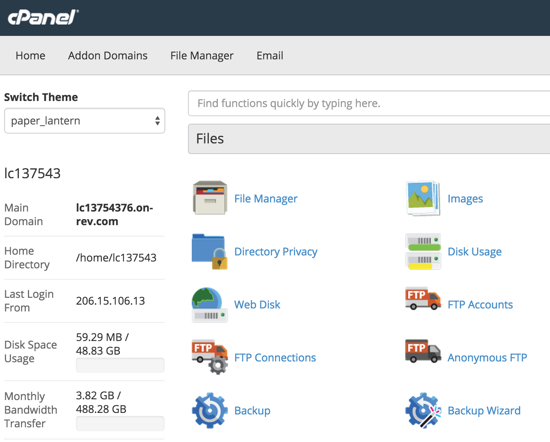 cPanel®
Home Addon Domains File Manager Email
Switch Theme
paper_lantern
Find functions quickly by typing here.
Files
lc137543
Main
Domain
lc13754376.on-
rev.com
Home
Directory
/home/lc137543
Last Login
From
206.15.106.13
Disk Space
Usage
59.29 MB /
48.83 GB
Monthly
Bandwidth
Transfer
3.82 GB /
488.28 GB
File Manager
Images
Directory Privacy
Disk Usage
Web Disk
FTP
FTP Accounts
FTP
FTP Connections
FTP
Anonymous FTP
Backup
Backup Wizard